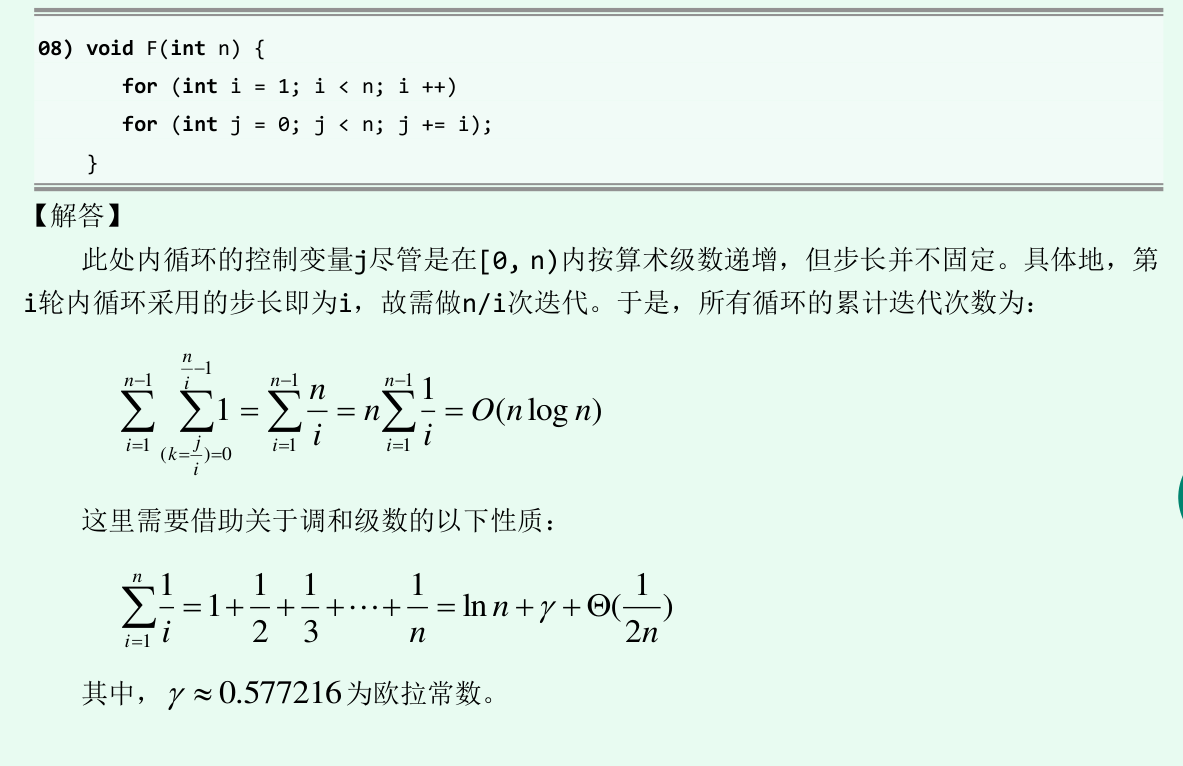 08) void F(int n) {
for (int i = 1; i < n; i ++)
for (int j = 0; j < n; j += i);
}
【解答】
此处内循环的控制变量j尽管是在[0, n)内按算术级数递增，但步长并不固定。具体地，第
i轮内循环采用的步长即为i，故需做n/i次迭代。于是，所有循环的累计迭代次数为：
\sum_{i=1}^{n-1} \sum_{(k=\frac{j}{i})=0}^{\frac{n}{i}-1} 1 = \sum_{i=1}^{n-1} \frac{n}{i} = n \sum_{i=1}^{n-1} \frac{1}{i} = O(n \log n)
这里需要借助关于调和级数的以下性质：
\sum_{i=1}^{n} \frac{1}{i} = 1 + \frac{1}{2} + \frac{1}{3} + \cdots + \frac{1}{n} = \ln n + \gamma + \Theta(\frac{1}{2n})
其中，γ ≈ 0.577216为欧拉常数。